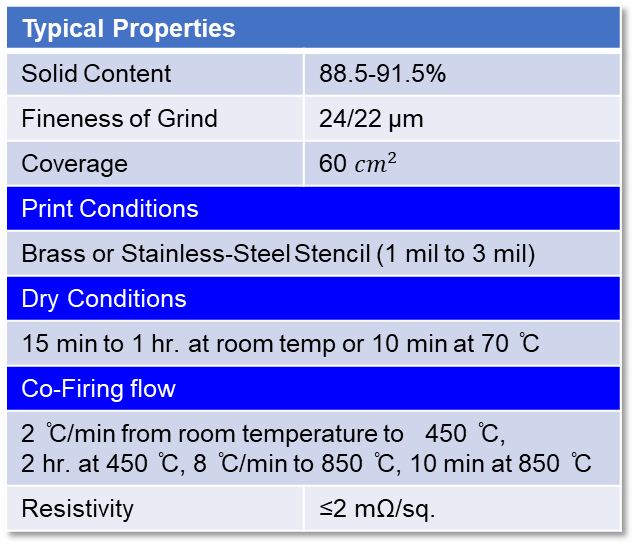 Typical Properties
Solid Content 88.5-91.5%
Fineness of Grind 24/22 μm
Coverage 60 cm²
Print Conditions
Brass or Stainless-Steel Stencil (1 mil to 3 mil)
Dry Conditions
15 min to 1 hr. at room temp or 10 min at 70 ℃
Co-Firing flow
2 ℃/min from room temperature to 450 ℃,
2 hr. at 450 ℃, 8 ℃/min to 850 ℃, 10 min at 850 ℃
Resistivity ≤2 mΩ/sq.